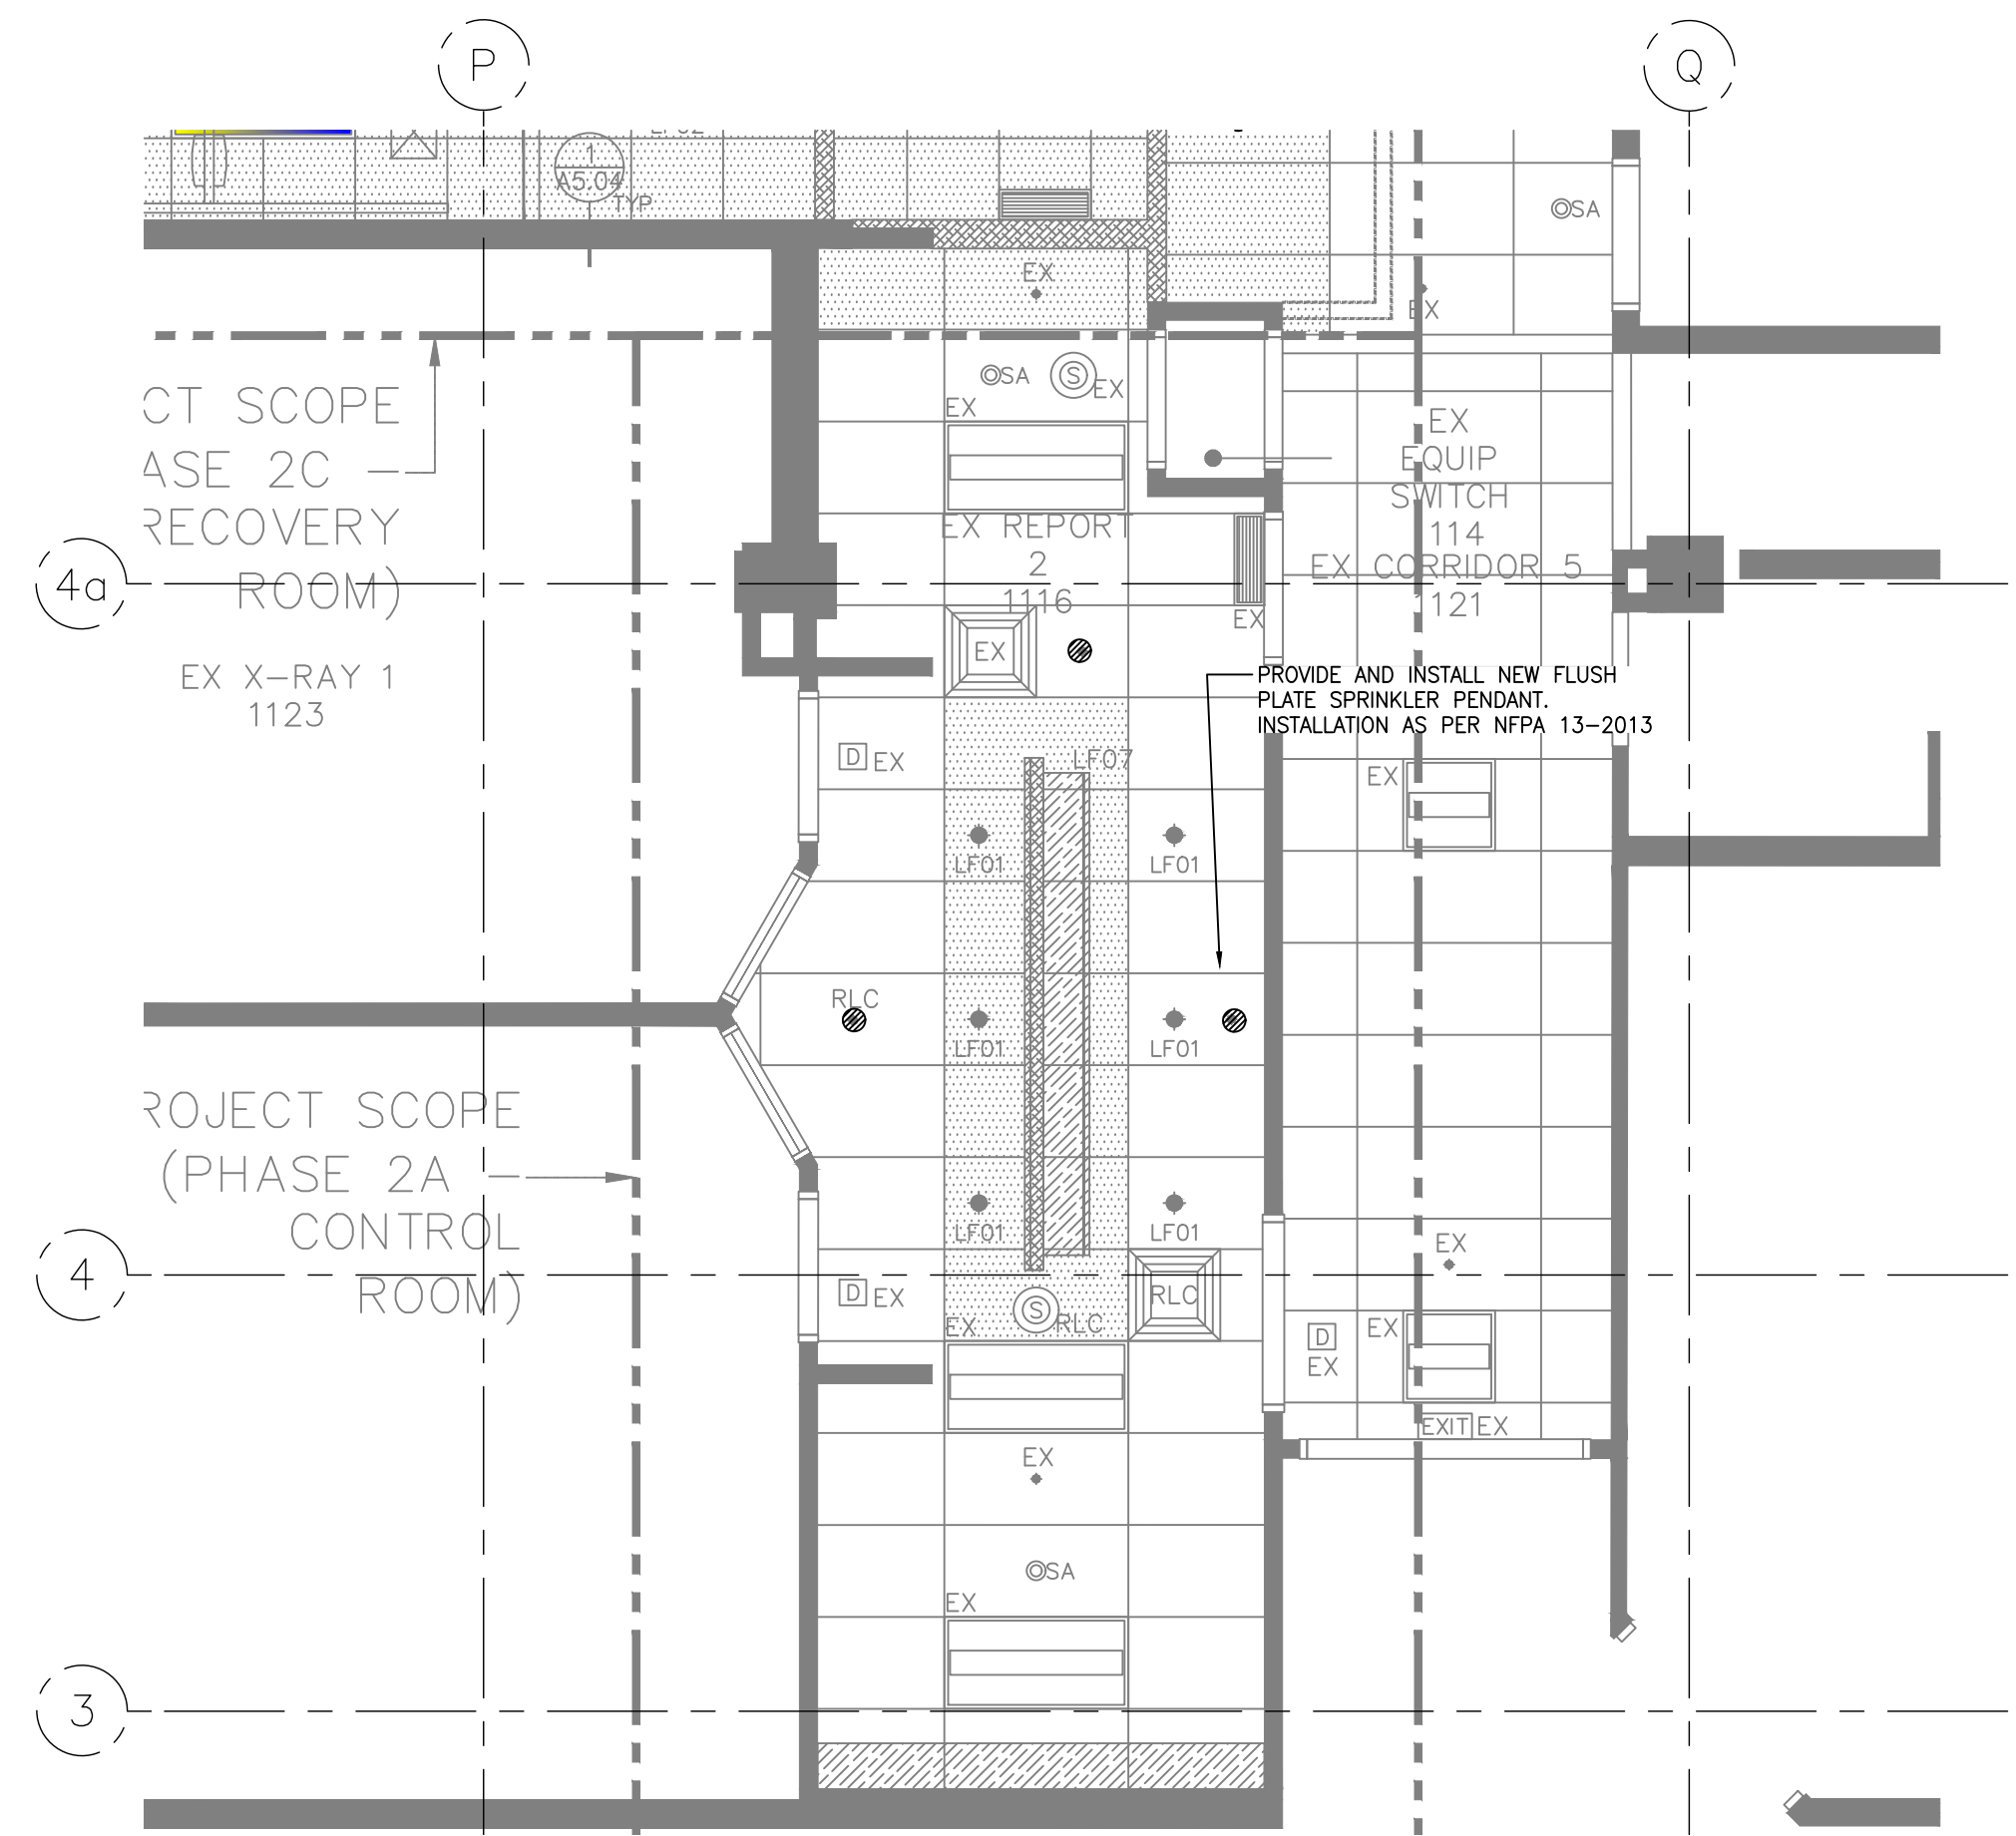 P
Q
LF02
1
A5.04
TYP
SA
EX
EX
SA
S
EX
EX
CT SCOPE
ASE 2C –
RECOVERY
ROOM)
EX
EQUIP
SWITCH
114
EX REPORT
2
1116
EX CORRIDOR 5
1121
4a
EX
EX
EX X-RAY 1
1123
PROVIDE AND INSTALL NEW FLUSH
PLATE SPRINKLER PENDANT.
INSTALLATION AS PER NFPA 13-2013
D EX
LF07
EX
LF01
LF01
RLC
LF01
LF01
ROJECT SCOPE
(PHASE 2A –
CONTROL
ROOM)
LF01
LF01
EX
4
D EX
S
RLC
RLC
EX
D
EX
EX
EXIT EX
EX
SA
EX
3